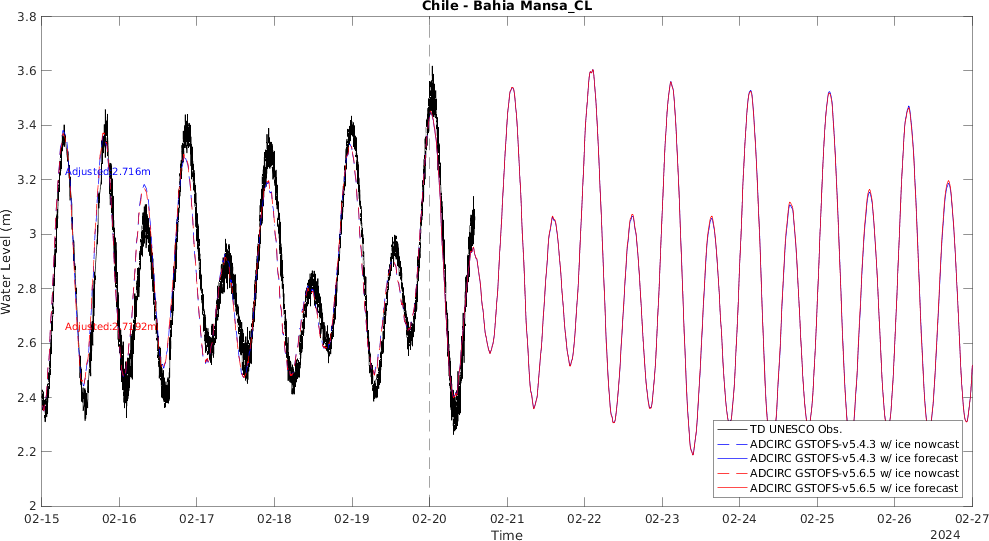 Chile - Bahia Mansa_CL
3.8
3.6
3.4
3.2
3
2.8
2.6
2.4
2.2
2
Water Level (m)
Adjusted:2.716m
Adjusted:2.7192m
TD UNESCO Obs.
ADCIRC GSTOFS-v5.4.3 w/ ice nowcast
ADCIRC GSTOFS-v5.4.3 w/ ice forecast
ADCIRC GSTOFS-v5.6.5 w/ ice nowcast
ADCIRC GSTOFS-v5.6.5 w/ ice forecast
02-15 02-16 02-17 02-18 02-19 02-20 02-21 02-22 02-23 02-24 02-25 02-26 02-27
Time
2024